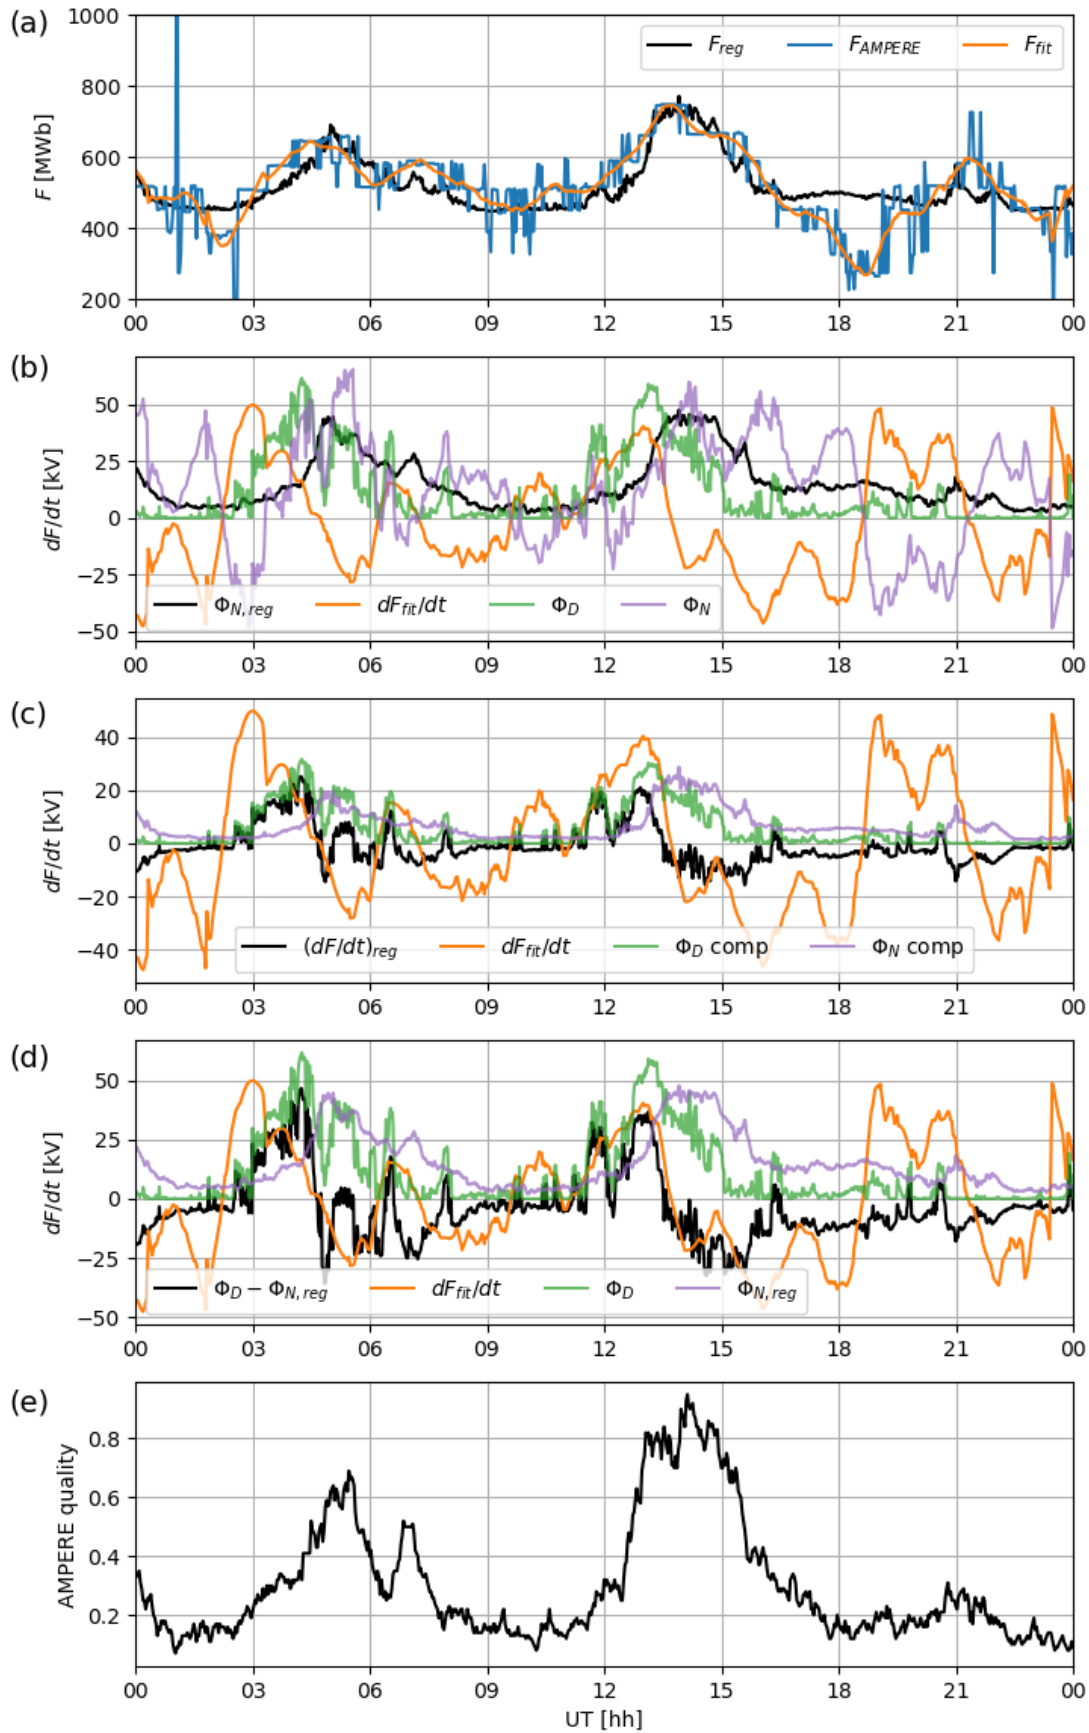 (a)
F_reg F_AMPERE F_fit
F [MWb]
1000
800
600
400
200
00 03 06 09 12 15 18 21 00
(b)
dF/dt [kV]
50
25
0
−25
−50
Φ_N,reg dF_fit/dt Φ_D Φ_N
00 03 06 09 12 15 18 21 00
(c)
dF/dt [kV]
40
20
0
−20
−40
(dF/dt)_reg dF_fit/dt Φ_D comp Φ_N comp
00 03 06 09 12 15 18 21 00
(d)
dF/dt [kV]
50
25
0
−25
−50
Φ_D − Φ_N,reg dF_fit/dt Φ_D Φ_N,reg
00 03 06 09 12 15 18 21 00
(e)
AMPERE quality
0.8
0.6
0.4
0.2
00 03 06 09 12 15 18 21 00
UT [hh]